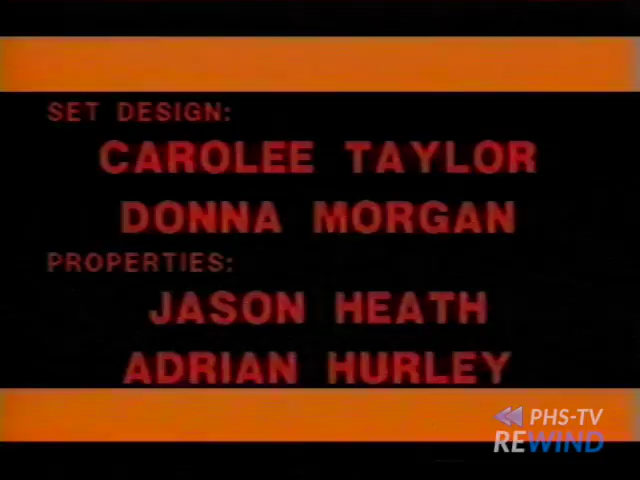 SET DESIGN:
CAROLEE TAYLOR
DONNA MORGAN
PROPERTIES:
JASON HEATH
ADRIAN HURLEY
PHS-TV
REWIND